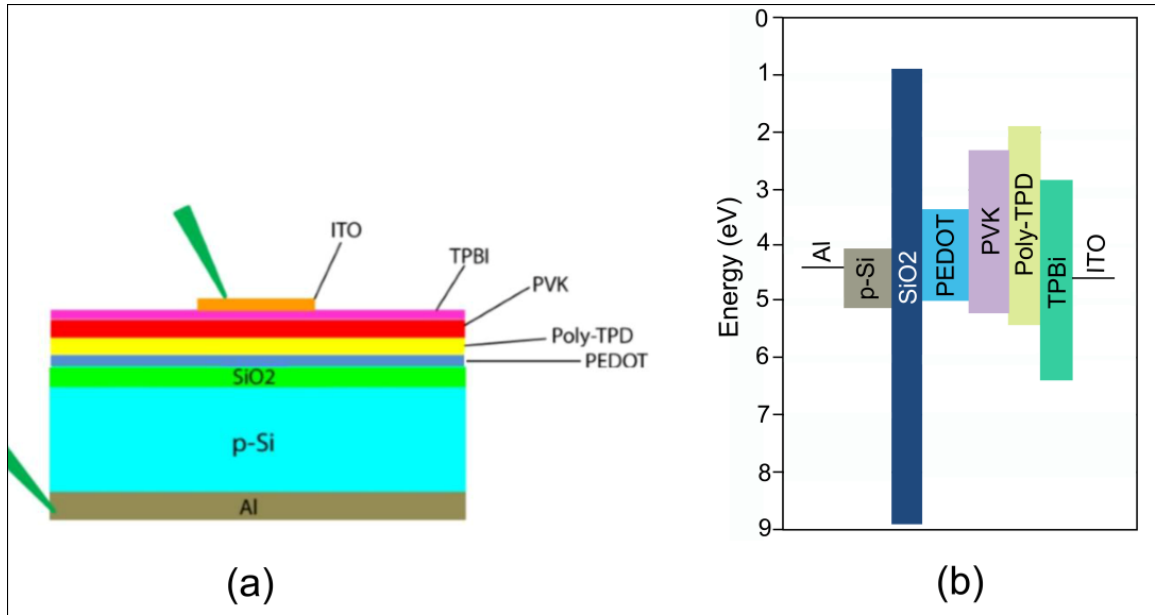 ITO
TPBI
PVK
Poly-TPD
PEDOT
SiO2
p-Si
Al
(a)
Energy (eV)
0
1
2
3
4
5
6
7
8
9
Al
p-Si
SiO2
PEDOT
PVK
Poly-TPD
TPBi
ITO
(b)